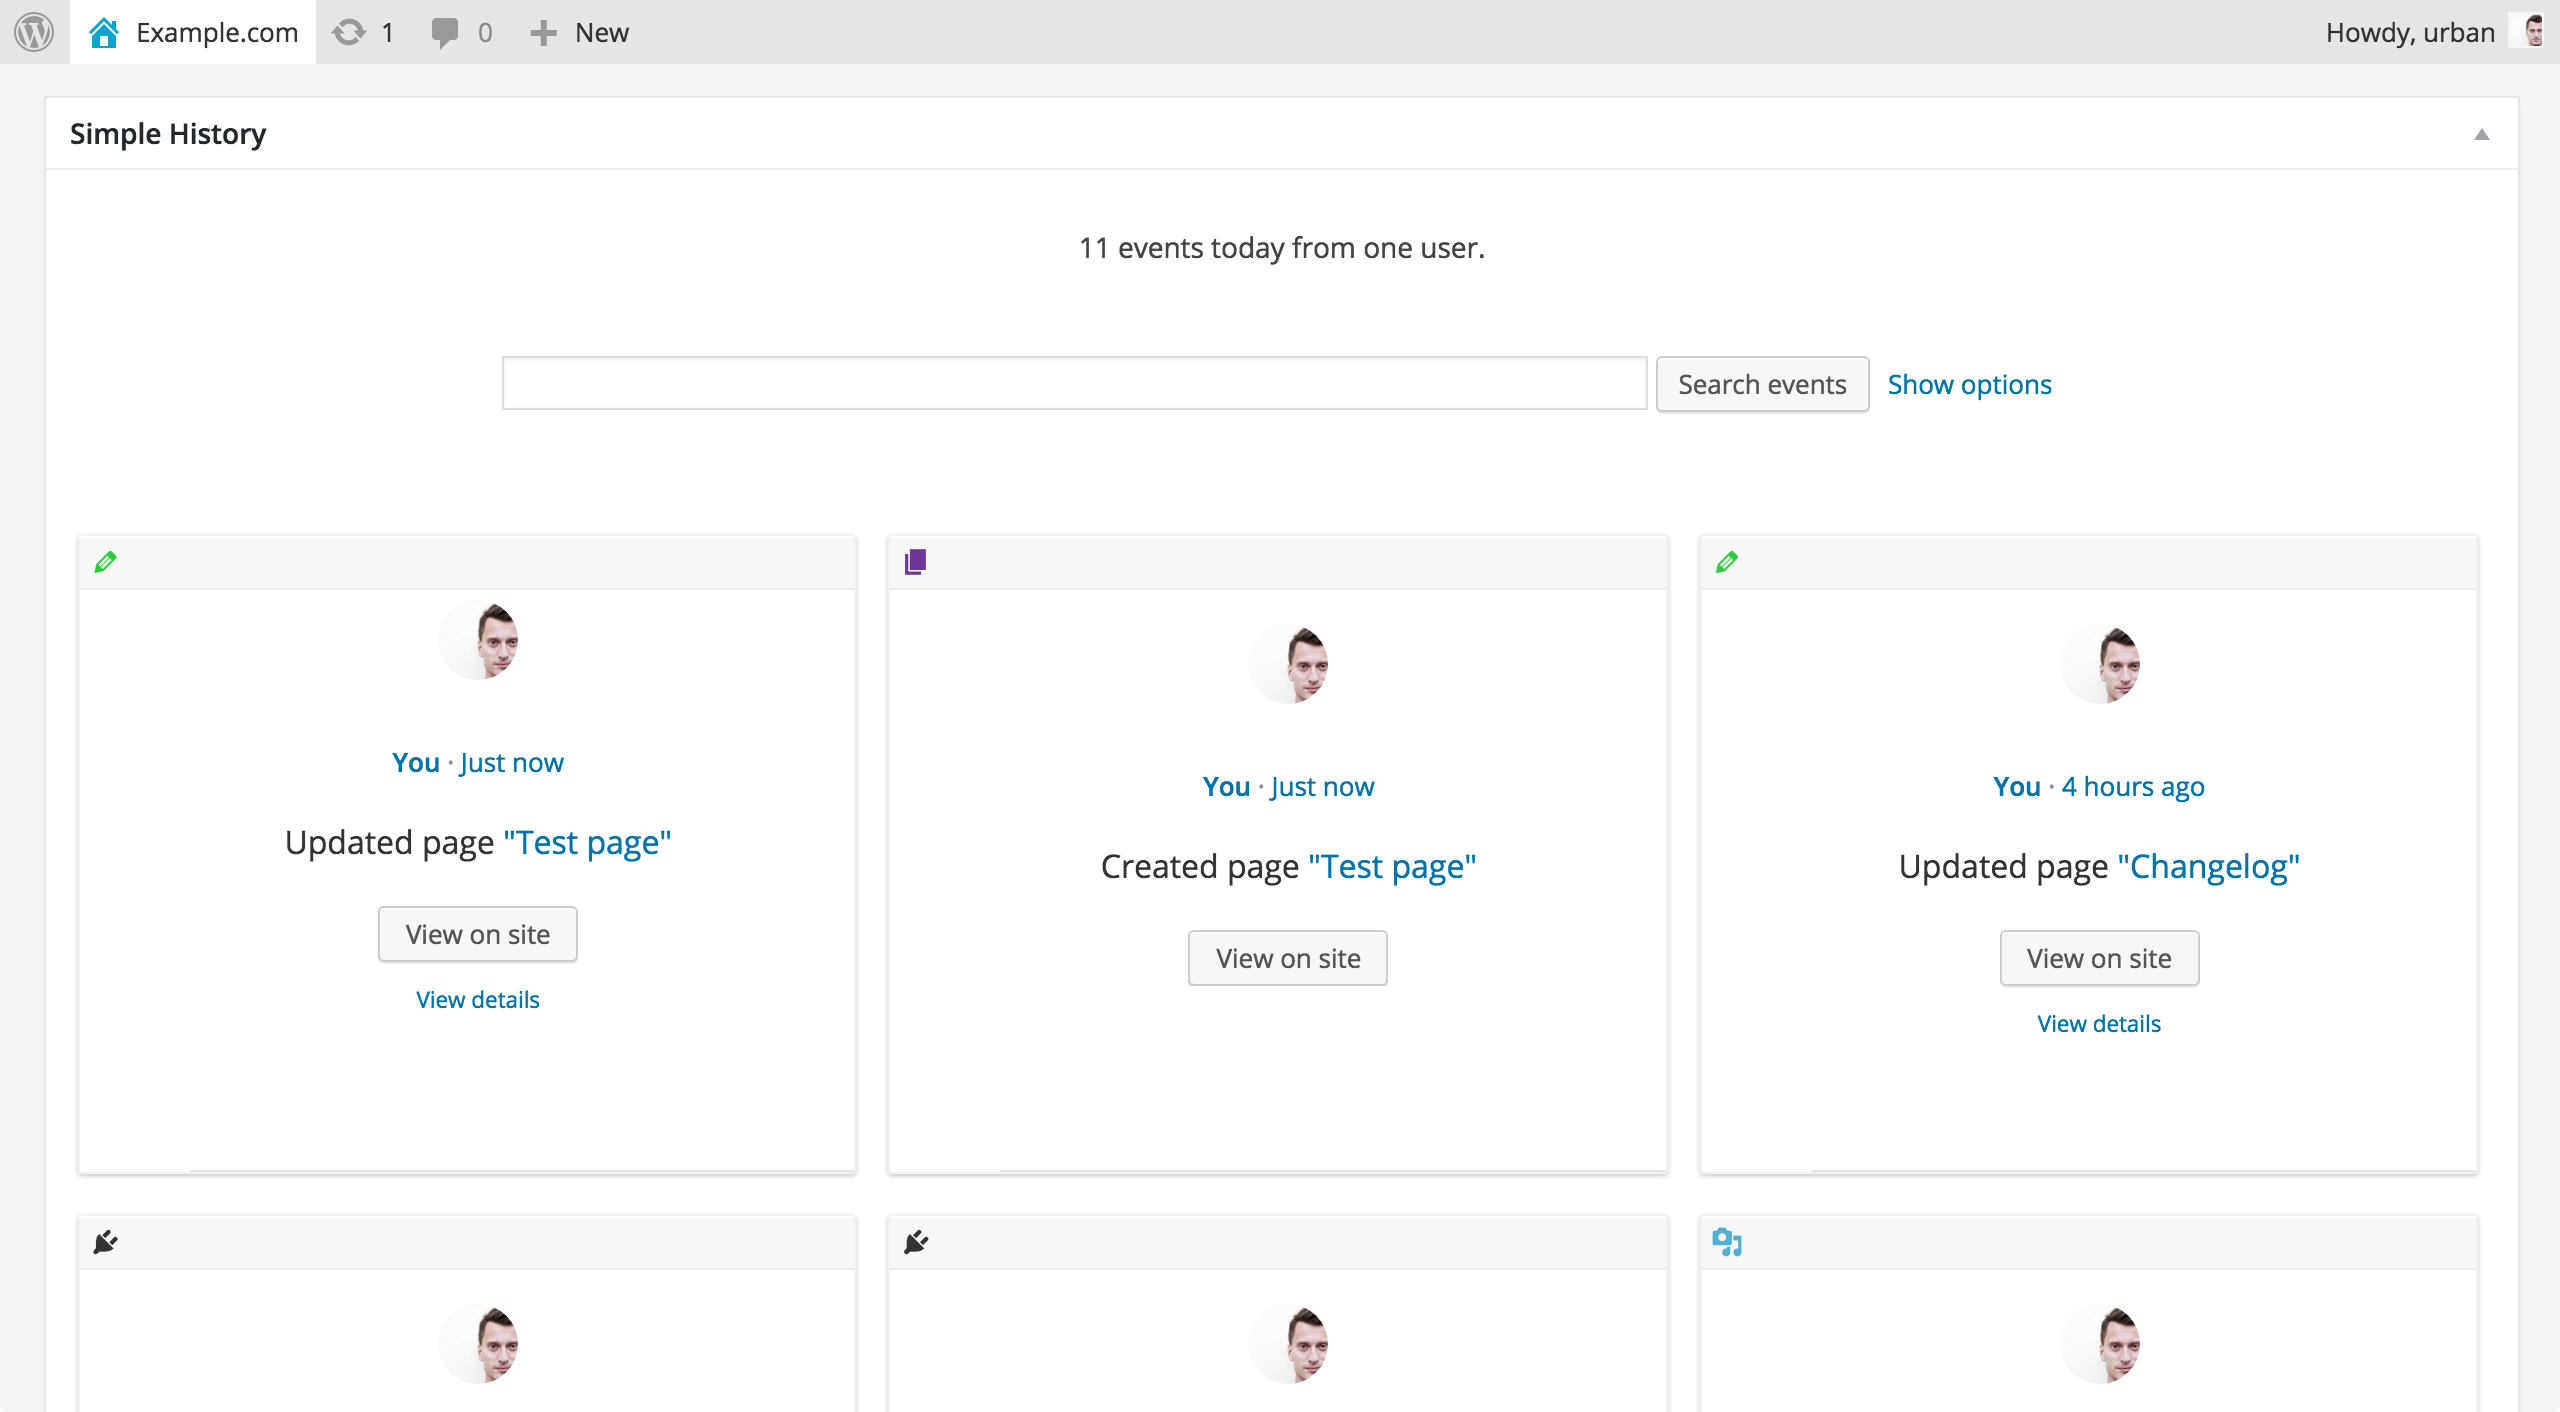 Example.com 1 0 New Howdy, urban
Simple History
11 events today from one user.
Search events Show options
You · Just now
Updated page "Test page"
View on site
View details
You · Just now
Created page "Test page"
View on site
You · 4 hours ago
Updated page "Changelog"
View on site
View details